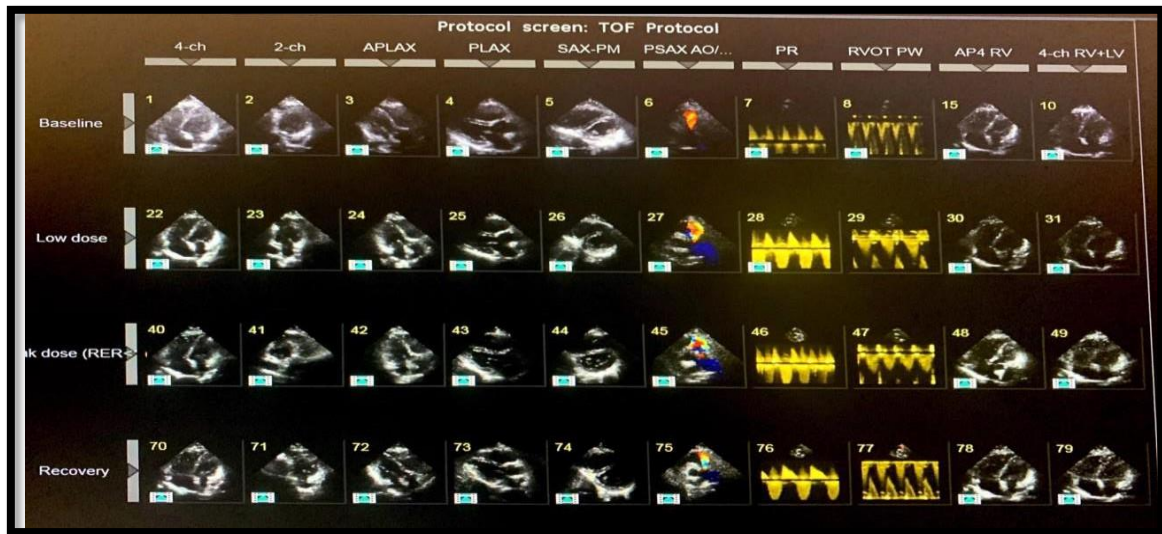 Protocol screen: TOF Protocol
4-ch 2-ch APLAX PLAX SAX-PM PSAX AO/... PR RVOT PW AP4 RV 4-ch RV+LV
Baseline 1 2 3 4 5 6 7 8 15 10
Low dose 22 23 24 25 26 27 28 29 30 31
k dose (RER 40 41 42 43 44 45 46 47 48 49
Recovery 70 71 72 73 74 75 76 77 78 79